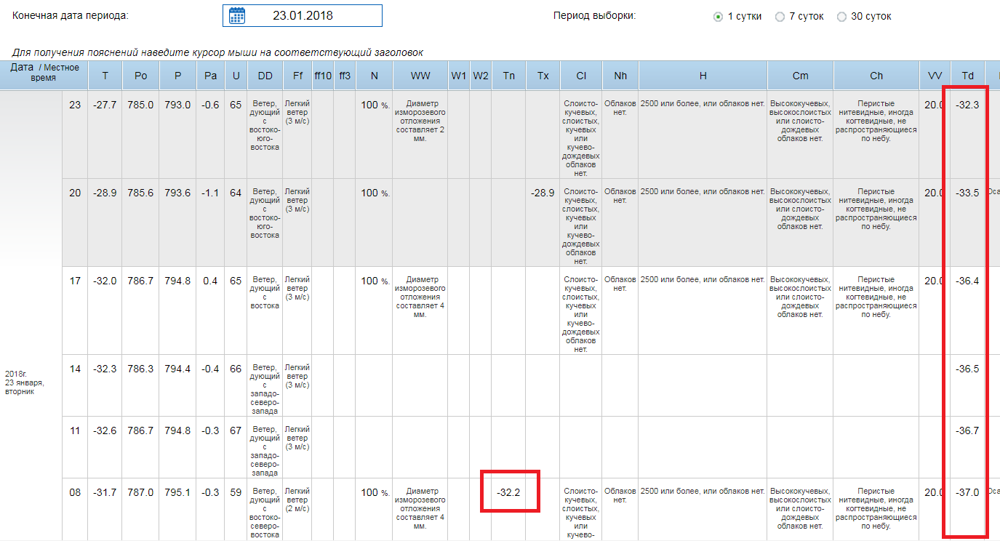 Конечная дата периода: 23.01.2018 Период выборки: 1 сутки 7 суток 30 суток
Для получения пояснений наведите курсор мыши на соответствующий заголовок
Дата / Местное время T Po P Pa U DD Ff ff10 ff3 N WW W1 W2 Tn Tx Cl Nh H Cm Ch VV Td
2018г.
23 января,
вторник
23 -27.7 785.0 793.0 -0.6 65 Ветер, дующий с востоко-юго-востока Легкий ветер (3 м/с) 100 %. Диаметр изморозевого отложения составляет 2 мм. Слоисто-кучевых, слоистых, кучевых или кучево-дождевых облаков нет. Облаков нет. 2500 или более, или облаков нет. Высококучевых, высокослоистых или слоисто-дождевых облаков нет. Перистые нитевидные, иногда когтевидные, не распространяющиеся по небу. 20.0 -32.3
20 -28.9 785.6 793.6 -1.1 64 Ветер, дующий с востоко-юго-востока Легкий ветер (3 м/с) 100 %. -28.9 Слоисто-кучевых, слоистых, кучевых или кучево-дождевых облаков нет. Облаков нет. 2500 или более, или облаков нет. Высококучевых, высокослоистых или слоисто-дождевых облаков нет. Перистые нитевидные, иногда когтевидные, не распространяющиеся по небу. 20.0 -33.5
17 -32.0 786.7 794.8 0.4 65 Ветер, дующий с востока Легкий ветер (3 м/с) 100 %. Диаметр изморозевого отложения составляет 4 мм. Слоисто-кучевых, слоистых, кучевых или кучево-дождевых облаков нет. Облаков нет. 2500 или более, или облаков нет. Высококучевых, высокослоистых или слоисто-дождевых облаков нет. Перистые нитевидные, иногда когтевидные, не распространяющиеся по небу. 20.0 -36.4
14 -32.3 786.3 794.4 -0.4 66 Ветер, дующий с западо-северо-запада Легкий ветер (3 м/с) -36.5
11 -32.6 786.7 794.8 -0.3 67 Ветер, дующий с западо-северо-запада Легкий ветер (3 м/с) -36.7
08 -31.7 787.0 795.1 -0.3 59 Ветер, дующий с востоко-северо-востока Легкий ветер (2 м/с) 100 %. Диаметр изморозевого отложения составляет 4 мм. -32.2 Слоисто-кучевых, слоистых, кучевых или кучево- Облаков нет. 2500 или более, или облаков нет. Высококучевых, высокослоистых или слоисто-дождевых облаков нет. Перистые нитевидные, иногда когтевидные, не распространяющиеся по небу. 20.0 -37.0